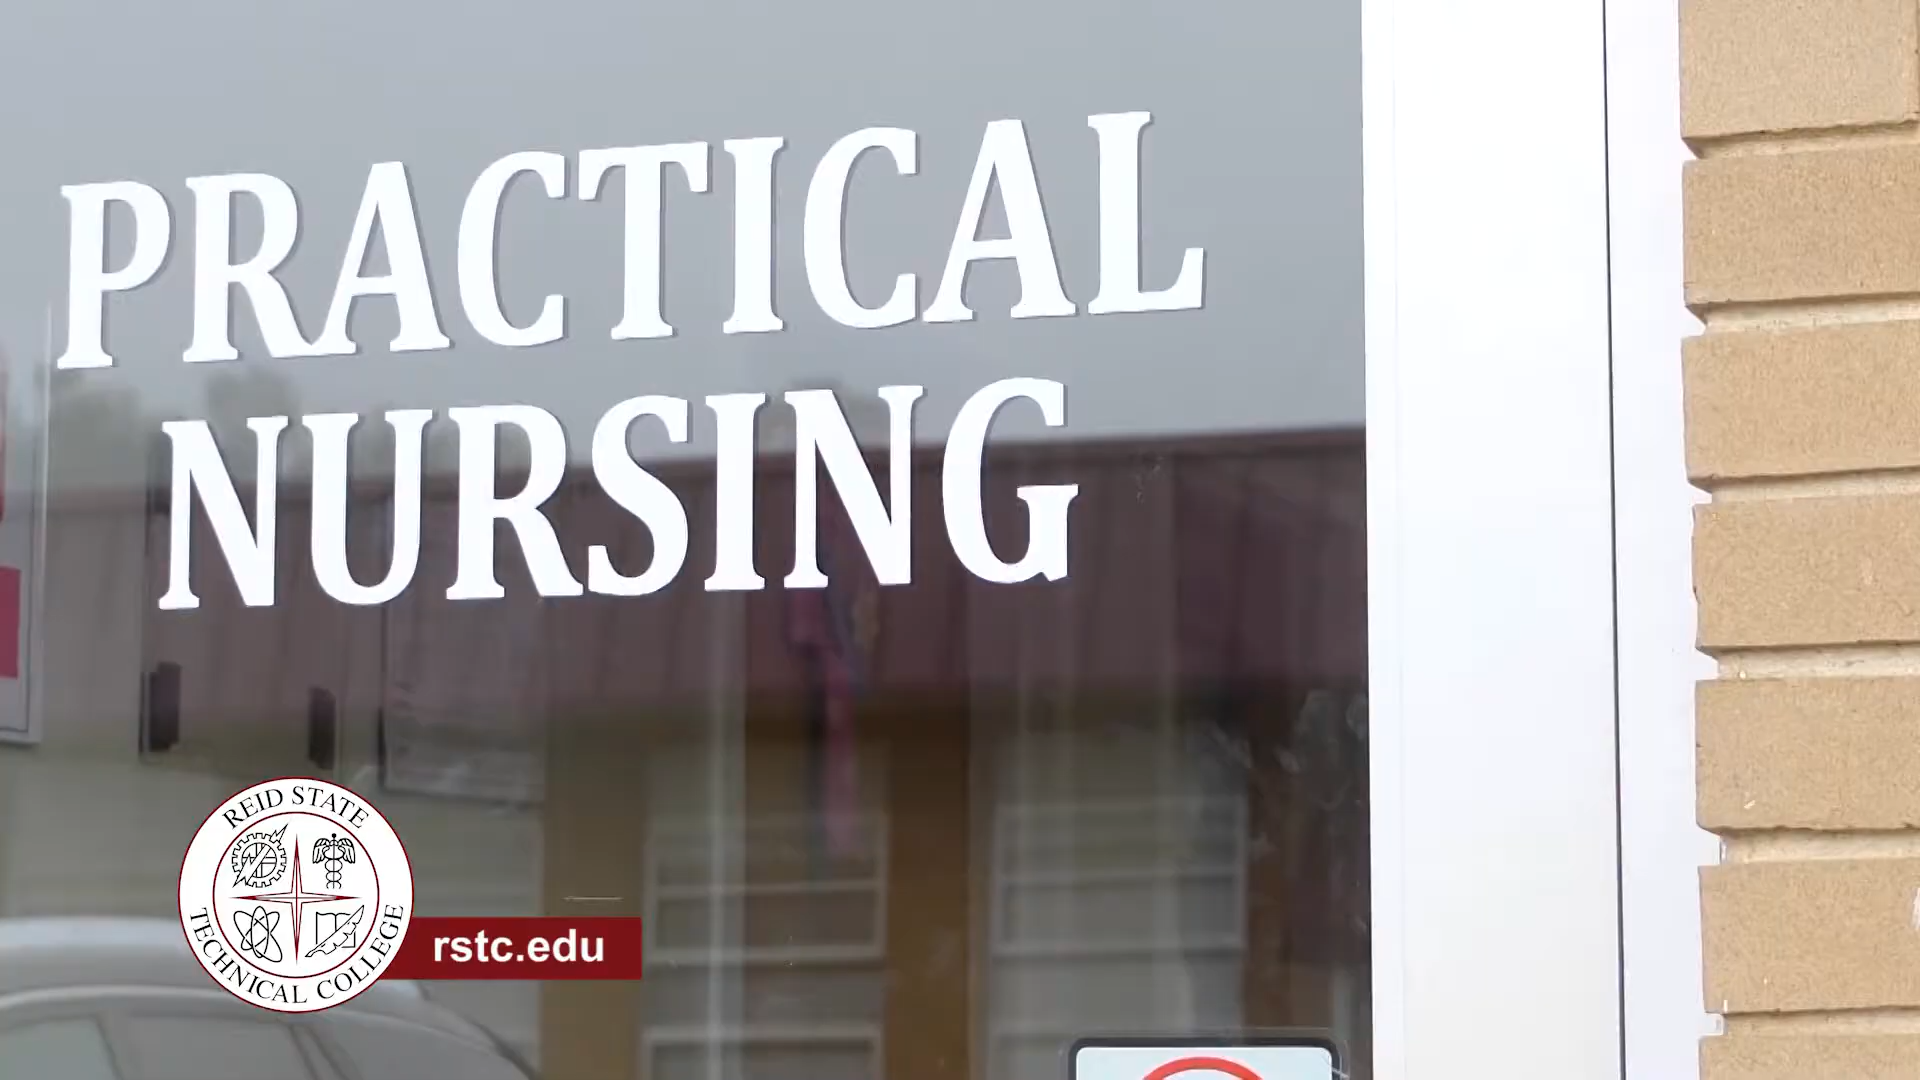 PRACTICAL
NURSING
REID STATE
TECHNICAL COLLEGE
rstc.edu